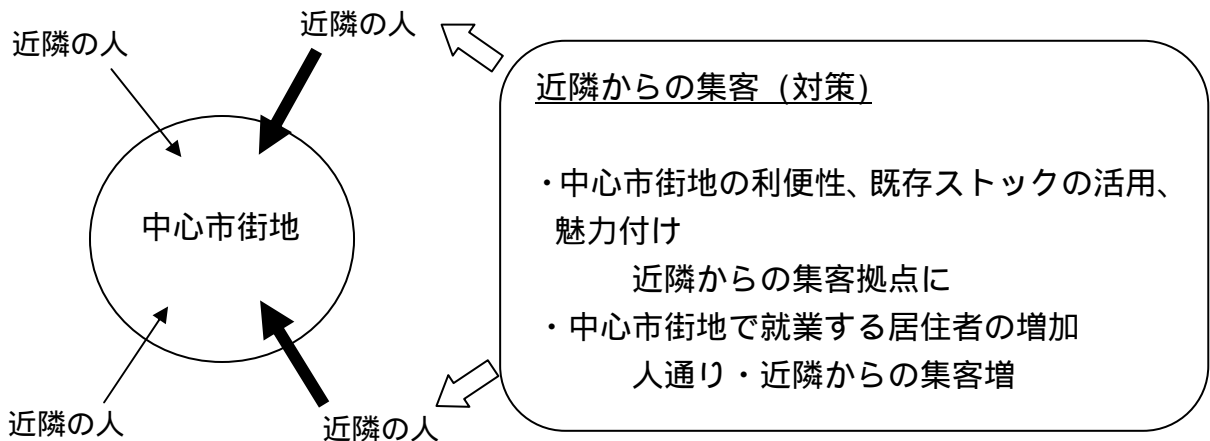 近隣の人
近隣の人
中心市街地
近隣の人
近隣の人
近隣からの集客（対策）
・中心市街地の利便性、既存ストックの活用、
魅力付け
近隣からの集客拠点に
・中心市街地で就業する居住者の増加
人通り・近隣からの集客増